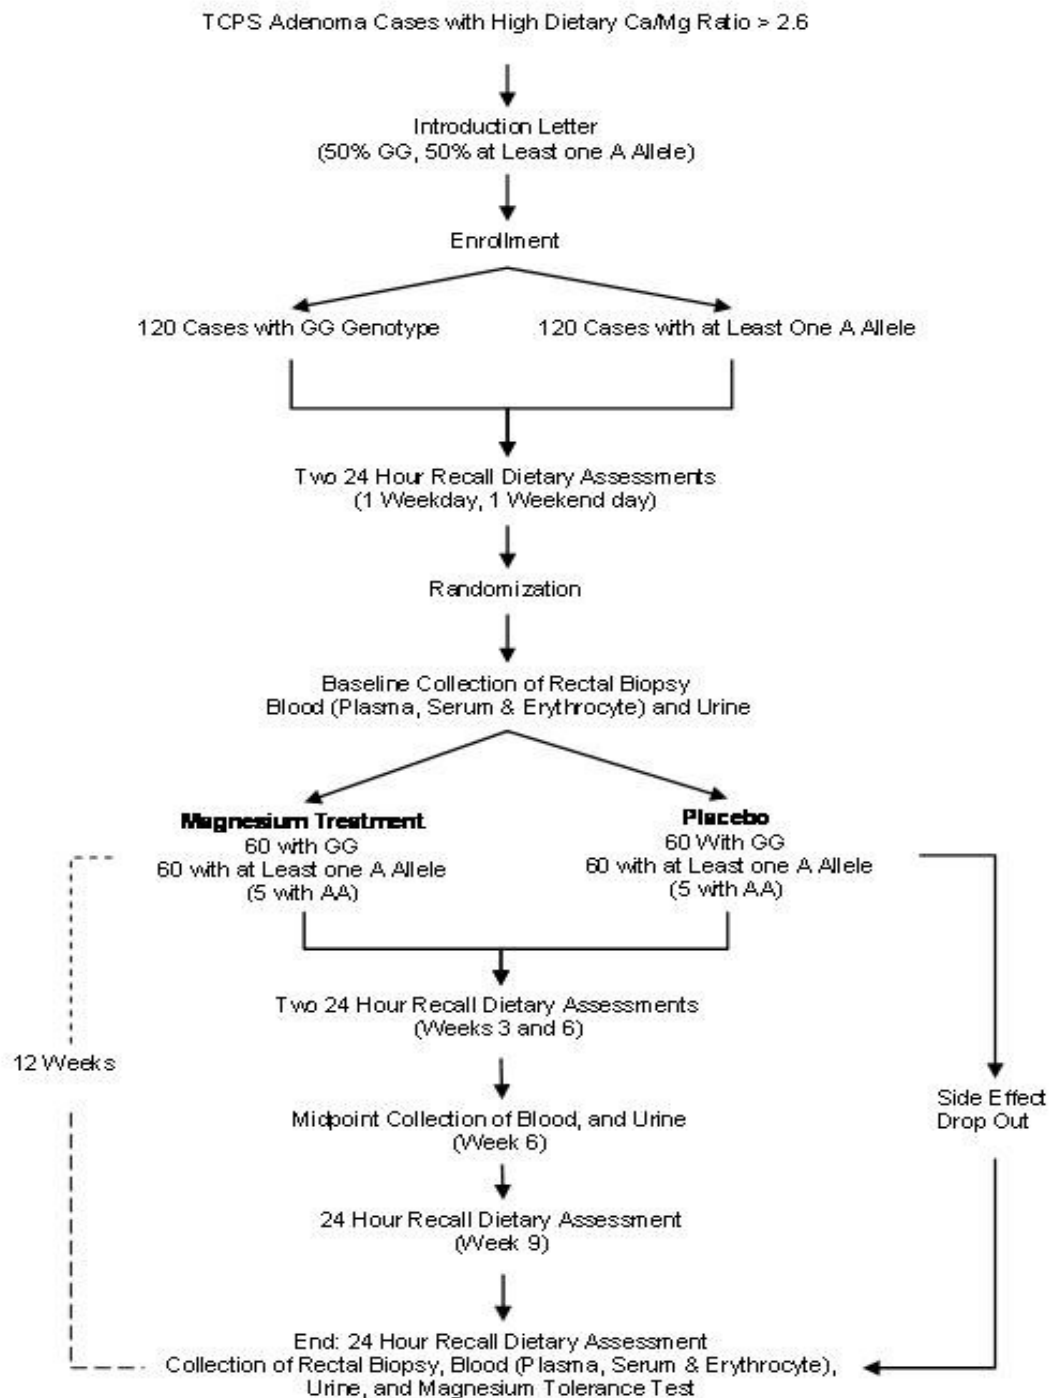 TCPS Adenoma Cases with High Dietary Ca/Mg Ratio > 2.6
Introduction Letter
(50% GG, 50% at Least one A Allele)
Enrollment
120 Cases with GG Genotype
120 Cases with at Least One A Allele
Two 24 Hour Recall Dietary Assessments
(1 Weekday, 1 Weekend day)
Randomization
Baseline Collection of Rectal Biopsy
Blood (Plasma, Serum & Erythrocyte) and Urine
Magnesium Treatment
60 with GG
60 with at Least one A Allele
(5 with AA)
Placebo
60 With GG
60 with at Least one A Allele
(5 with AA)
Two 24 Hour Recall Dietary Assessments
(Weeks 3 and 6)
12 Weeks
Side Effect
Drop Out
Midpoint Collection of Blood, and Urine
(Week 6)
24 Hour Recall Dietary Assessment
(Week 9)
End: 24 Hour Recall Dietary Assessment
Collection of Rectal Biopsy, Blood (Plasma, Serum & Erythrocyte),
Urine, and Magnesium Tolerance Test